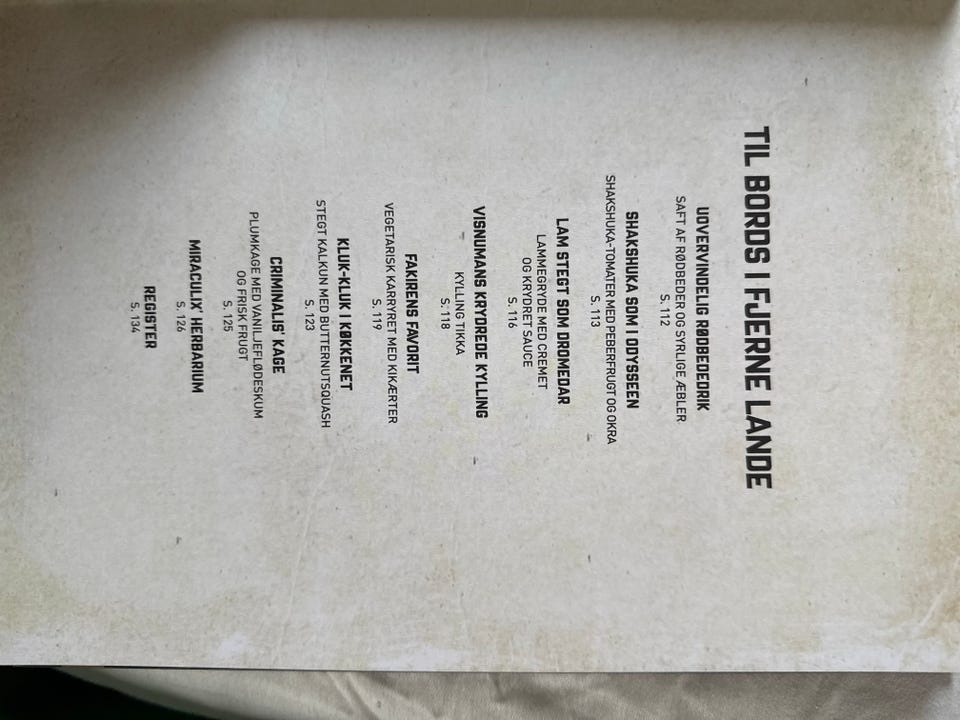 TIL BORDS I FJERNE LANDE
UOVERVINDELIG RØDBEDEDRIK
SAFT AF RØDBEDER OG SYRLIGE ÆBLER
S. 112
SHAKSHUKA SOM I ODYSSEEN
SHAKSHUKA-TOMATER MED PEBERFRUGT OG OKRA
S. 113
LAM STEGT SOM DROMEDAR
LAMMEGRYDE MED CREMET
OG KRYDRET SAUCE
S. 116
VISNUMANS KRYDREDE KYLLING
KYLLING TIKKA
S. 118
FAKIRENS FAVORIT
VEGETARISK KARRYRET MED KIKÆRTER
S. 119
KLUK-KLUK I KØKKENET
STEGT KALKUN MED BUTTERNUTSQUASH
S. 123
CRIMINALIS' KAGE
PLUMKAGE MED VANILJEFLØDESKUM
OG FRISK FRUGT
S. 125
MIRACULIX' HERBARIUM
S. 126
REGISTER
S. 134